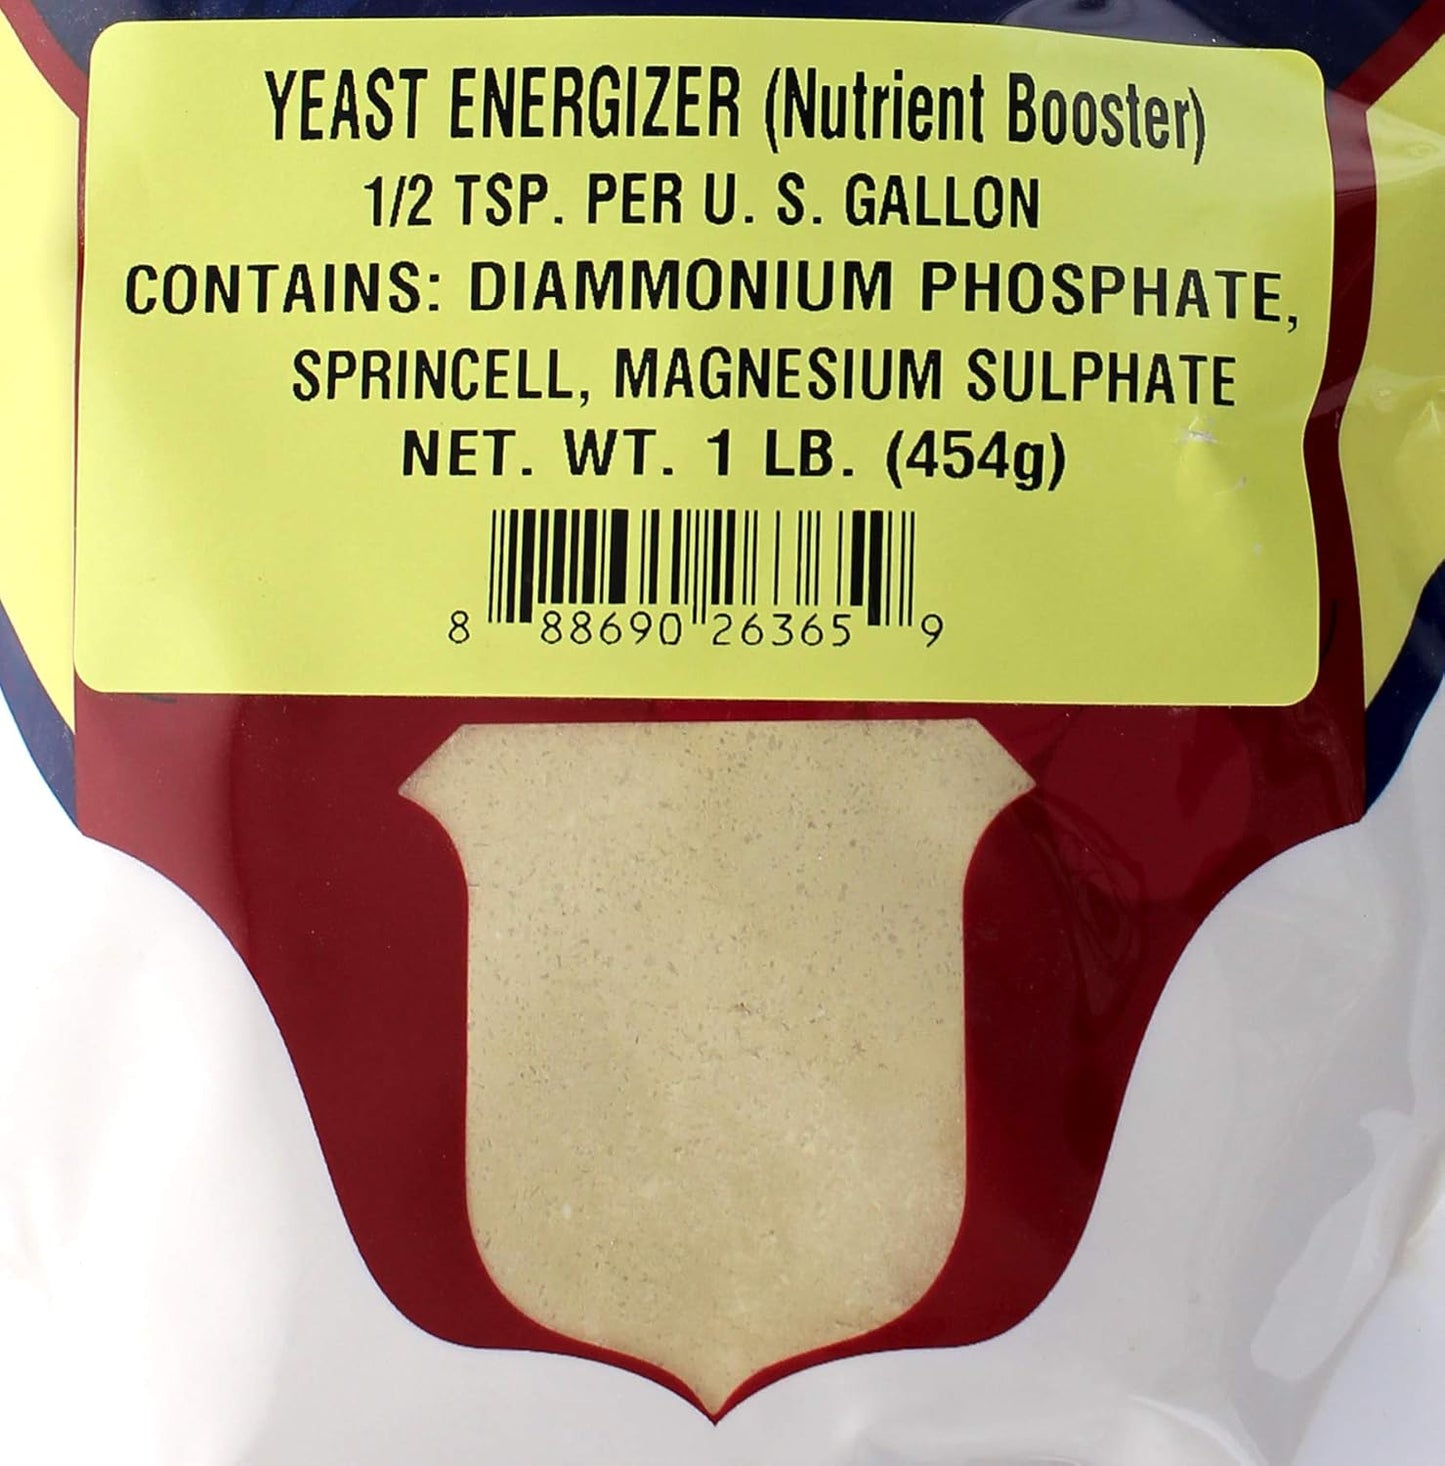 YEAST ENERGIZER (Nutrient Booster)
1/2 TSP. PER U. S. GALLON
CONTAINS: DIAMMONIUM PHOSPHATE,
SPRINCELL, MAGNESIUM SULPHATE
NET. WT. 1 LB. (454g)
8 88690 26365 9